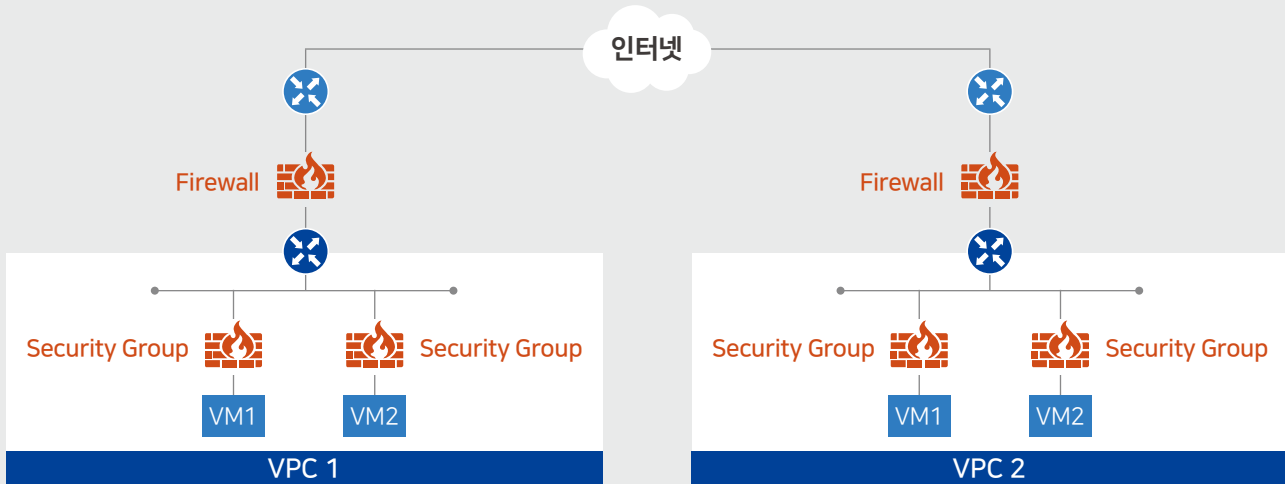 인터넷
Firewall
Firewall
Security Group
Security Group
Security Group
Security Group
VM1
VM2
VM1
VM2
VPC 1
VPC 2